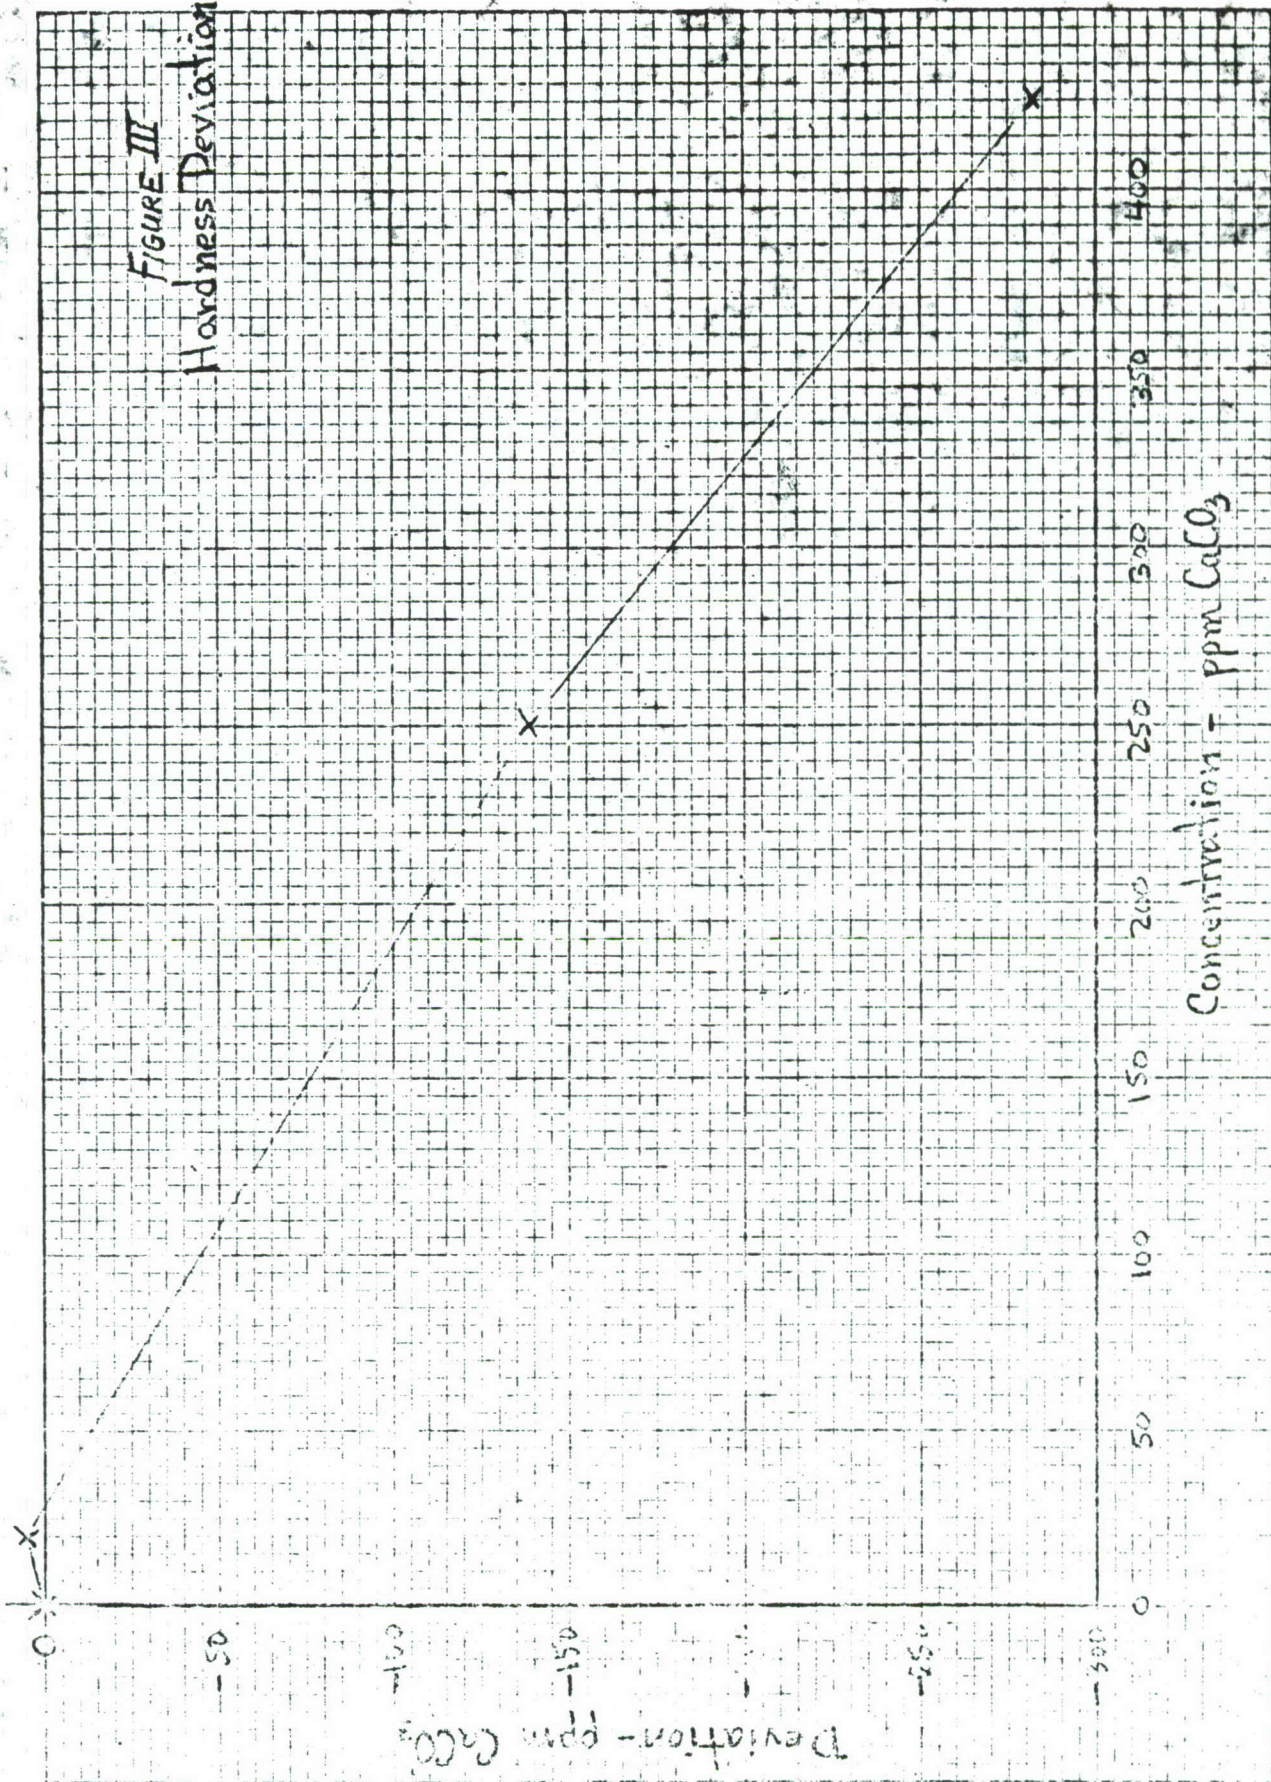 FIGURE III
Hardness Deviation
0
-50
-100
-150
-250
-300
Deviation - ppm CaCO₃
0 50 100 150 200 250 300 350 400
Concentration - ppm CaCO₃